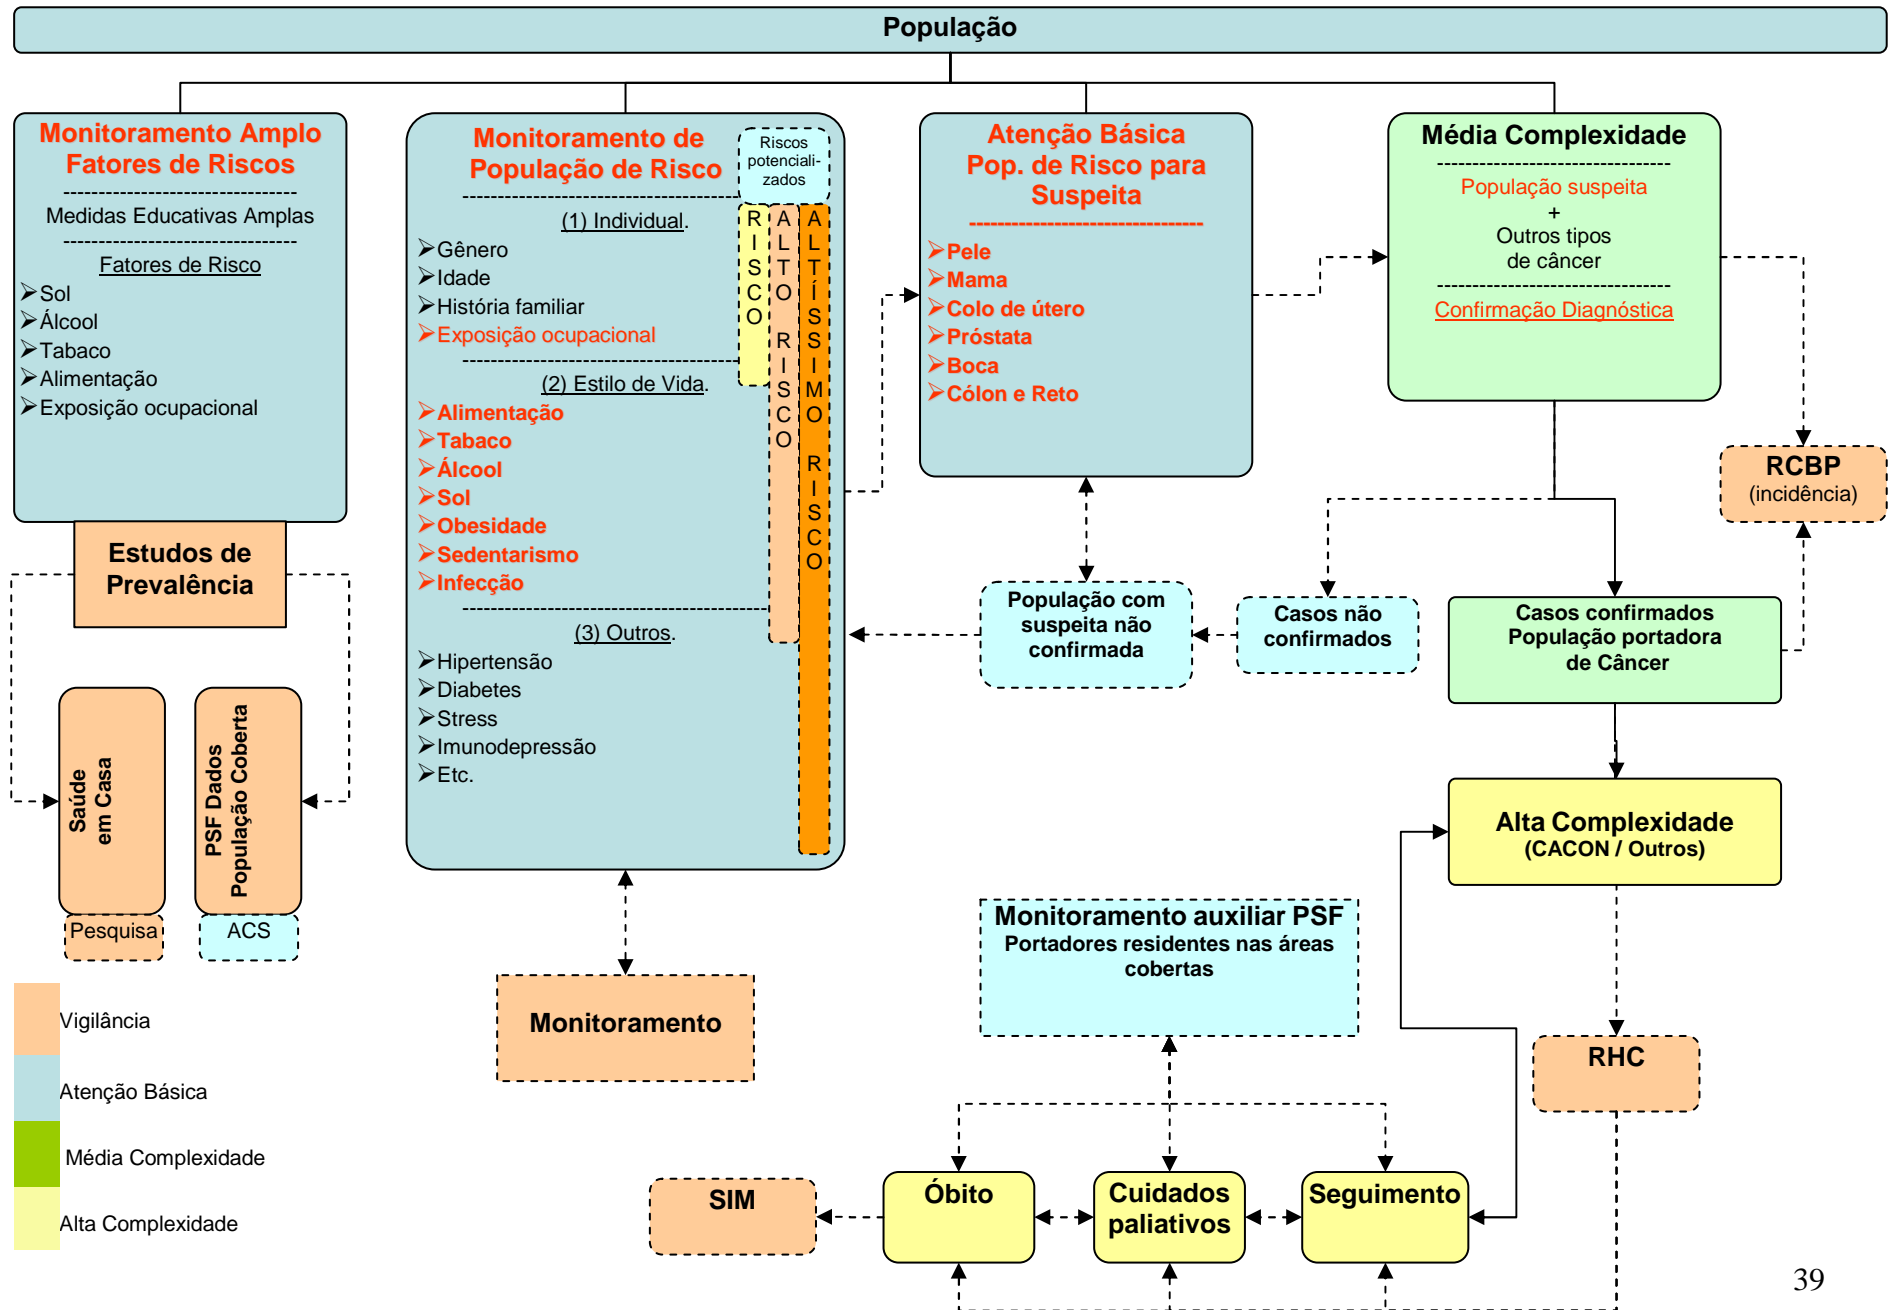 População
Monitoramento Amplo
Fatores de Riscos
Medidas Educativas Amplas
Fatores de Risco
Sol
Álcool
Tabaco
Alimentação
Exposição ocupacional
Estudos de
Prevalência
Saúde
em Casa
PSF Dados
População Coberta
Pesquisa
ACS
Monitoramento de
População de Risco
Riscos
potenciali-
zados
(1) Individual.
Gênero
Idade
História familiar
Exposição ocupacional
(2) Estilo de Vida.
Alimentação
Tabaco
Álcool
Sol
Obesidade
Sedentarismo
Infecção
(3) Outros.
Hipertensão
Diabetes
Stress
Imunodepressão
Etc.
RISCO
ALTO RISCO
ALTÍSSIMO RISCO
Monitoramento
Atenção Básica
Pop. de Risco para
Suspeita
Pele
Mama
Colo de útero
Próstata
Boca
Cólon e Reto
População com
suspeita não
confirmada
Casos não
confirmados
Média Complexidade
População suspeita
+
Outros tipos
de câncer
Confirmação Diagnóstica
RCBP
(incidência)
Casos confirmados
População portadora
de Câncer
Alta Complexidade
(CACON / Outros)
Monitoramento auxiliar PSF
Portadores residentes nas áreas
cobertas
RHC
SIM
Óbito
Cuidados
paliativos
Seguimento
Vigilância
Atenção Básica
Média Complexidade
Alta Complexidade
39